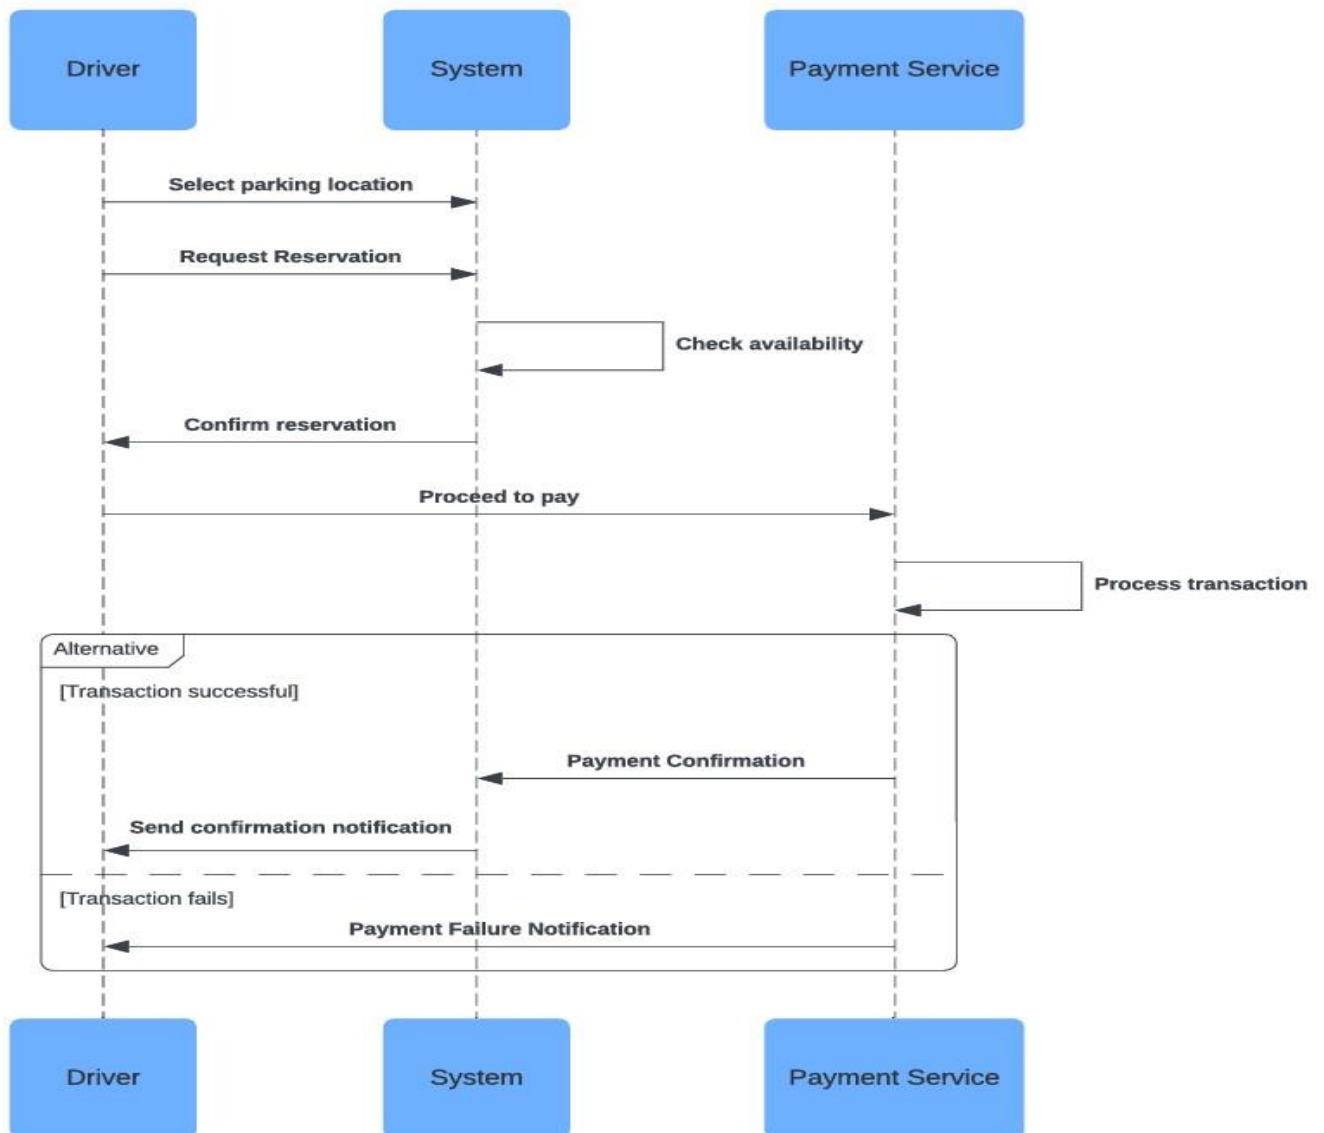 Driver
System
Payment Service
Select parking location
Request Reservation
Check availability
Confirm reservation
Proceed to pay
Process transaction
Alternative
[Transaction successful]
Payment Confirmation
Send confirmation notification
[Transaction fails]
Payment Failure Notification
Driver
System
Payment Service